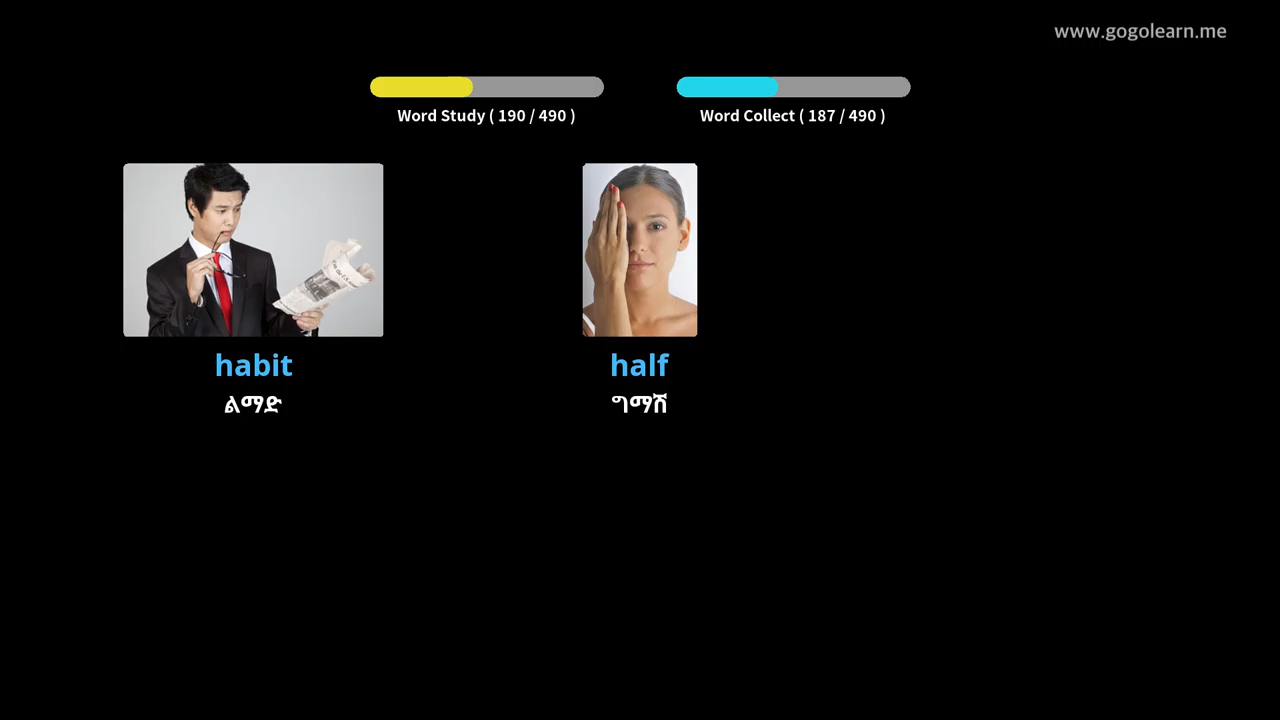 www.gogolearn.me
Word Study ( 190 / 490 )
Word Collect ( 187 / 490 )
habit
half
ልማድ
ግማሽ